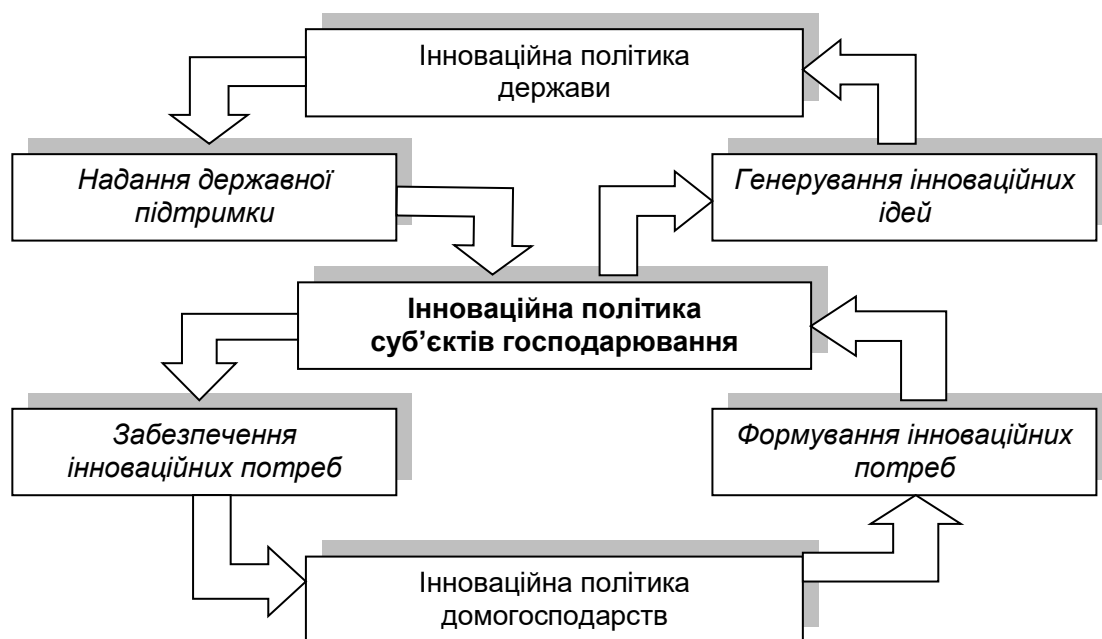 Інноваційна політика
держави
Надання державної
підтримки
Генерування інноваційних
ідей
Інноваційна політика
суб’єктів господарювання
Забезпечення
інноваційних потреб
Формування інноваційних
потреб
Інноваційна політика
домогосподарств